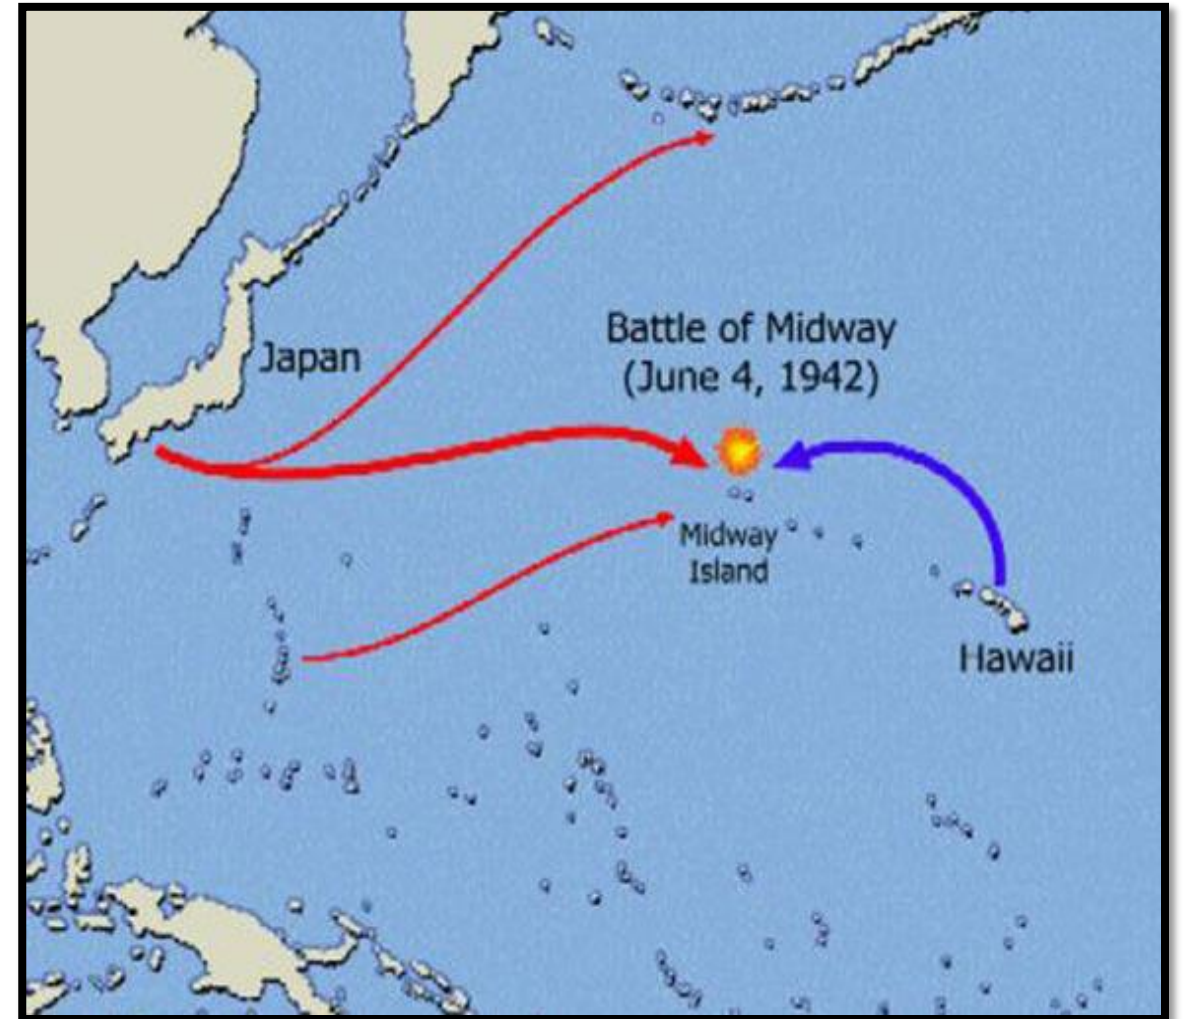 Battle of Midway
(June 4, 1942)
Japan
Midway
Island
Hawaii